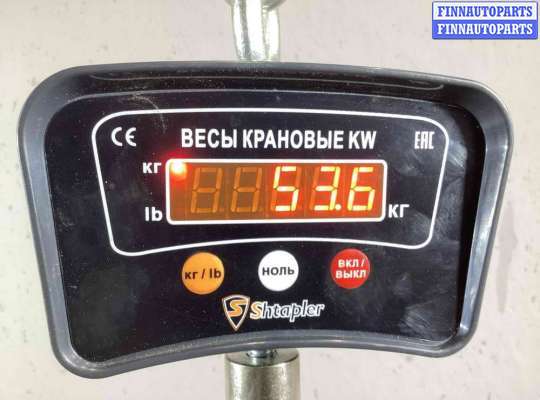 FINNAUTOPARTS
FINNAUTOPARTS
CE ВЕСЫ КРАНОВЫЕ KW EAC
кг 53.6 кг
lb
кг / lb НОЛЬ ВКЛ / ВЫКЛ
S Shtapler